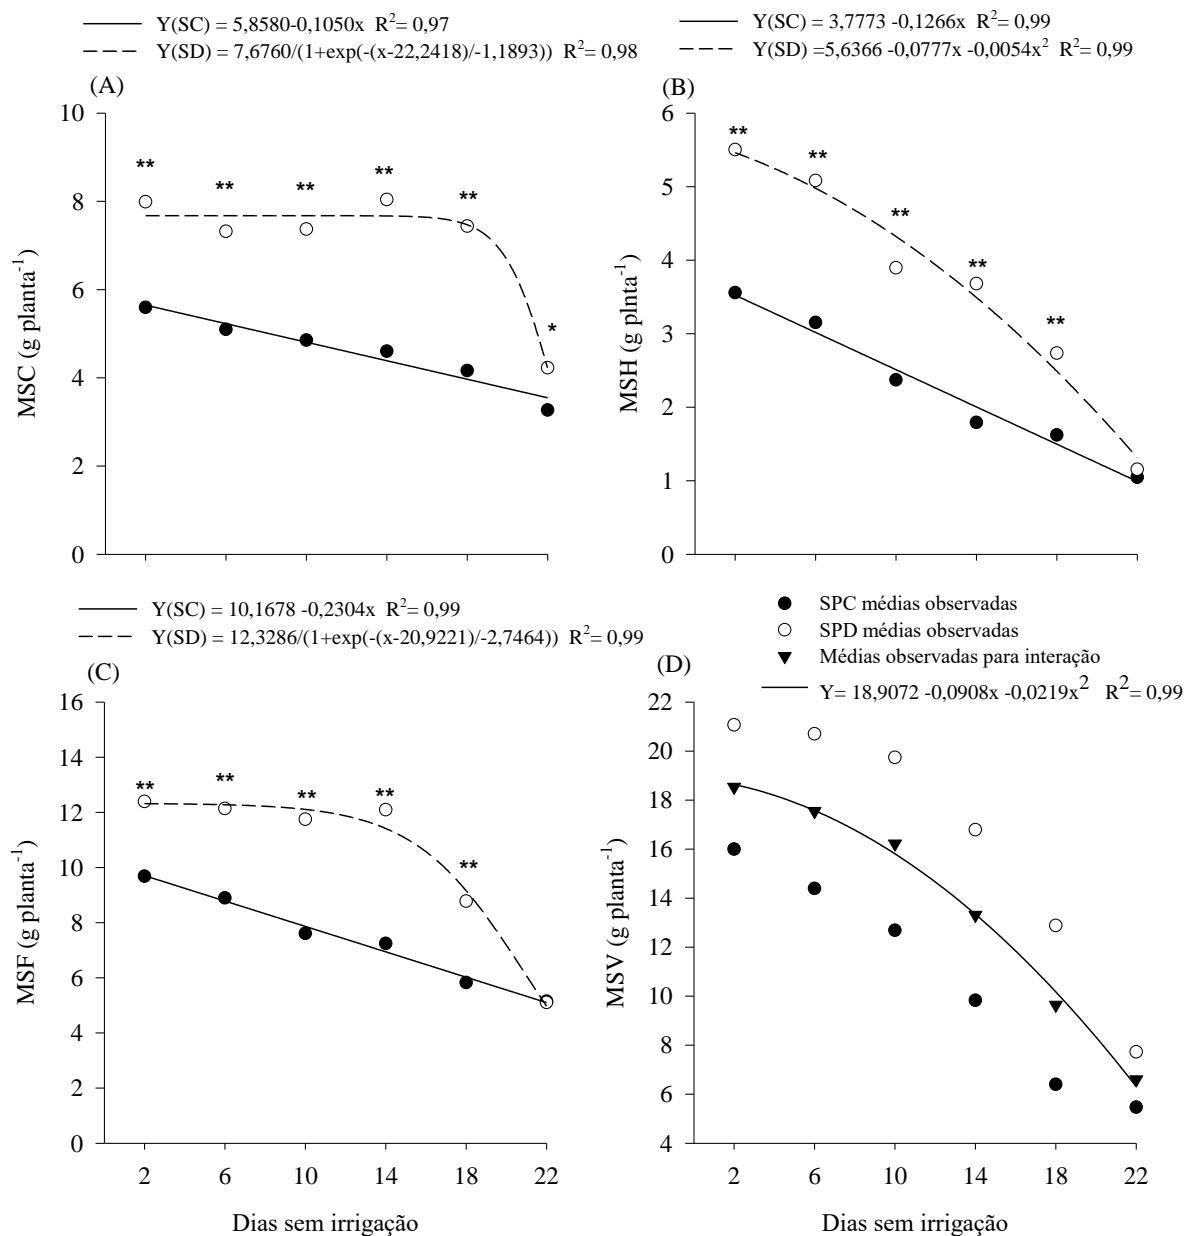 Y(SC) = 5,8580-0,1050x R²= 0,97
Y(SD) = 7,6760/(1+exp(-(x-22,2418)/-1,1893)) R²= 0,98
(A)
10
8
6
4
2
0
MSC (g planta⁻¹)
** ** ** ** ** *
Y(SC) = 3,7773 -0,1266x R²= 0,99
Y(SD) =5,6366 -0,0777x -0,0054x² R²= 0,99
(B)
6
5
4
3
2
1
0
MSH (g plnta⁻¹)
** ** ** ** **
Y(SC) = 10,1678 -0,2304x R²= 0,99
Y(SD) = 12,3286/(1+exp(-(x-20,9221)/-2,7464)) R²= 0,99
(C)
16
14
12
10
8
6
4
2
0
MSF (g planta⁻¹)
** ** ** ** **
2 6 10 14 18 22
Dias sem irrigação
SPC médias observadas
SPD médias observadas
Médias observadas para interação
Y= 18,9072 -0,0908x -0,0219x² R²= 0,99
(D)
22
20
18
16
14
12
10
8
6
4
MSV (g planta⁻¹)
2 6 10 14 18 22
Dias sem irrigação